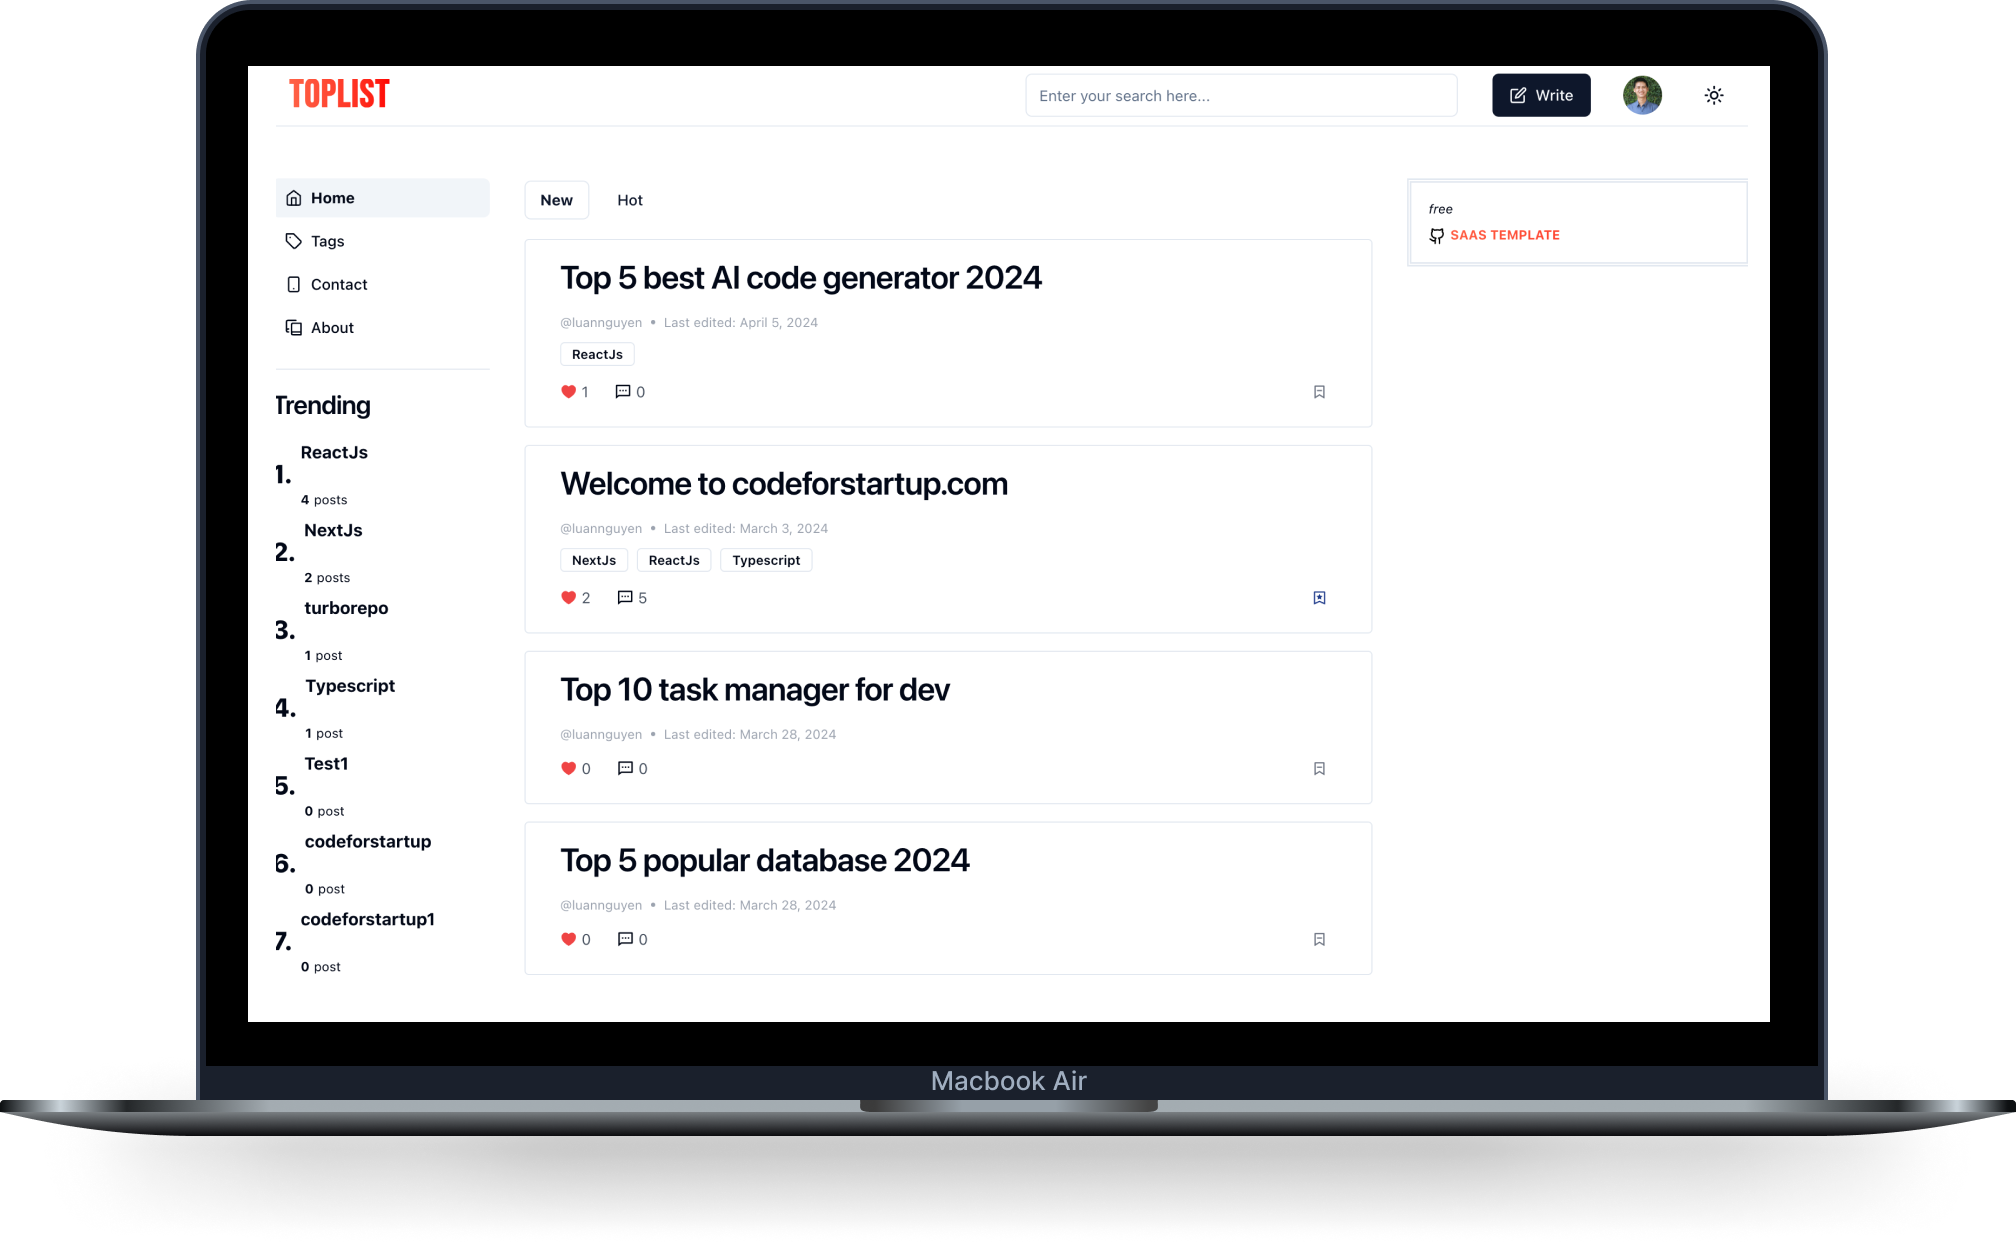 TOPLIST
Enter your search here...
Write
Home
Tags
Contact
About
Trending
1.
ReactJs
4 posts
2.
NextJs
2 posts
3.
turborepo
1 post
4.
Typescript
1 post
5.
Test1
0 post
6.
codeforstartup
0 post
7.
codeforstartup1
0 post
New Hot
Top 5 best AI code generator 2024
@luannguyen • Last edited: April 5, 2024
ReactJs
1 0
Welcome to codeforstartup.com
@luannguyen • Last edited: March 3, 2024
NextJs ReactJs Typescript
2 5
Top 10 task manager for dev
@luannguyen • Last edited: March 28, 2024
0 0
Top 5 popular database 2024
@luannguyen • Last edited: March 28, 2024
0 0
free
SAAS TEMPLATE
Macbook Air